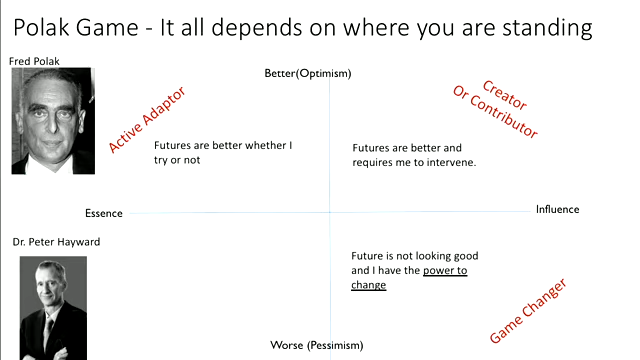 Polak Game - It all depends on where you are standing
Fred Polak
Better(Optimism)
Active Adaptor
Creator
Or Contributor
Futures are better whether I
try or not
Futures are better and
requires me to intervene.
Essence
Influence
Dr. Peter Hayward
Future is not looking good
and I have the power to
change
Game Changer
Worse (Pessimism)